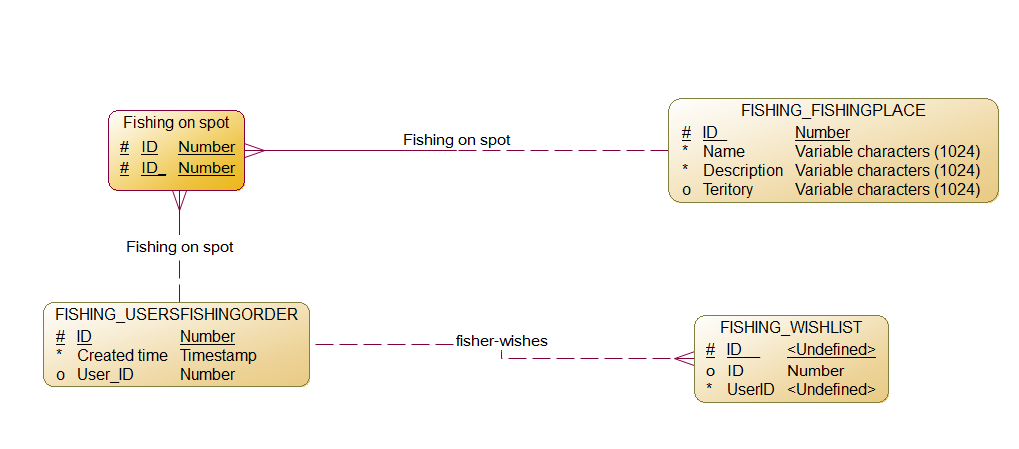 Fishing on spot
# ID Number
# ID_ Number
Fishing on spot
FISHING_FISHINGPLACE
# ID_ Number
* Name Variable characters (1024)
* Description Variable characters (1024)
o Teritory Variable characters (1024)
Fishing on spot
FISHING_USERSFISHINGORDER
# ID Number
* Created time Timestamp
o User_ID Number
fisher-wishes
FISHING_WISHLIST
# ID__ <Undefined>
o ID Number
* UserID <Undefined>